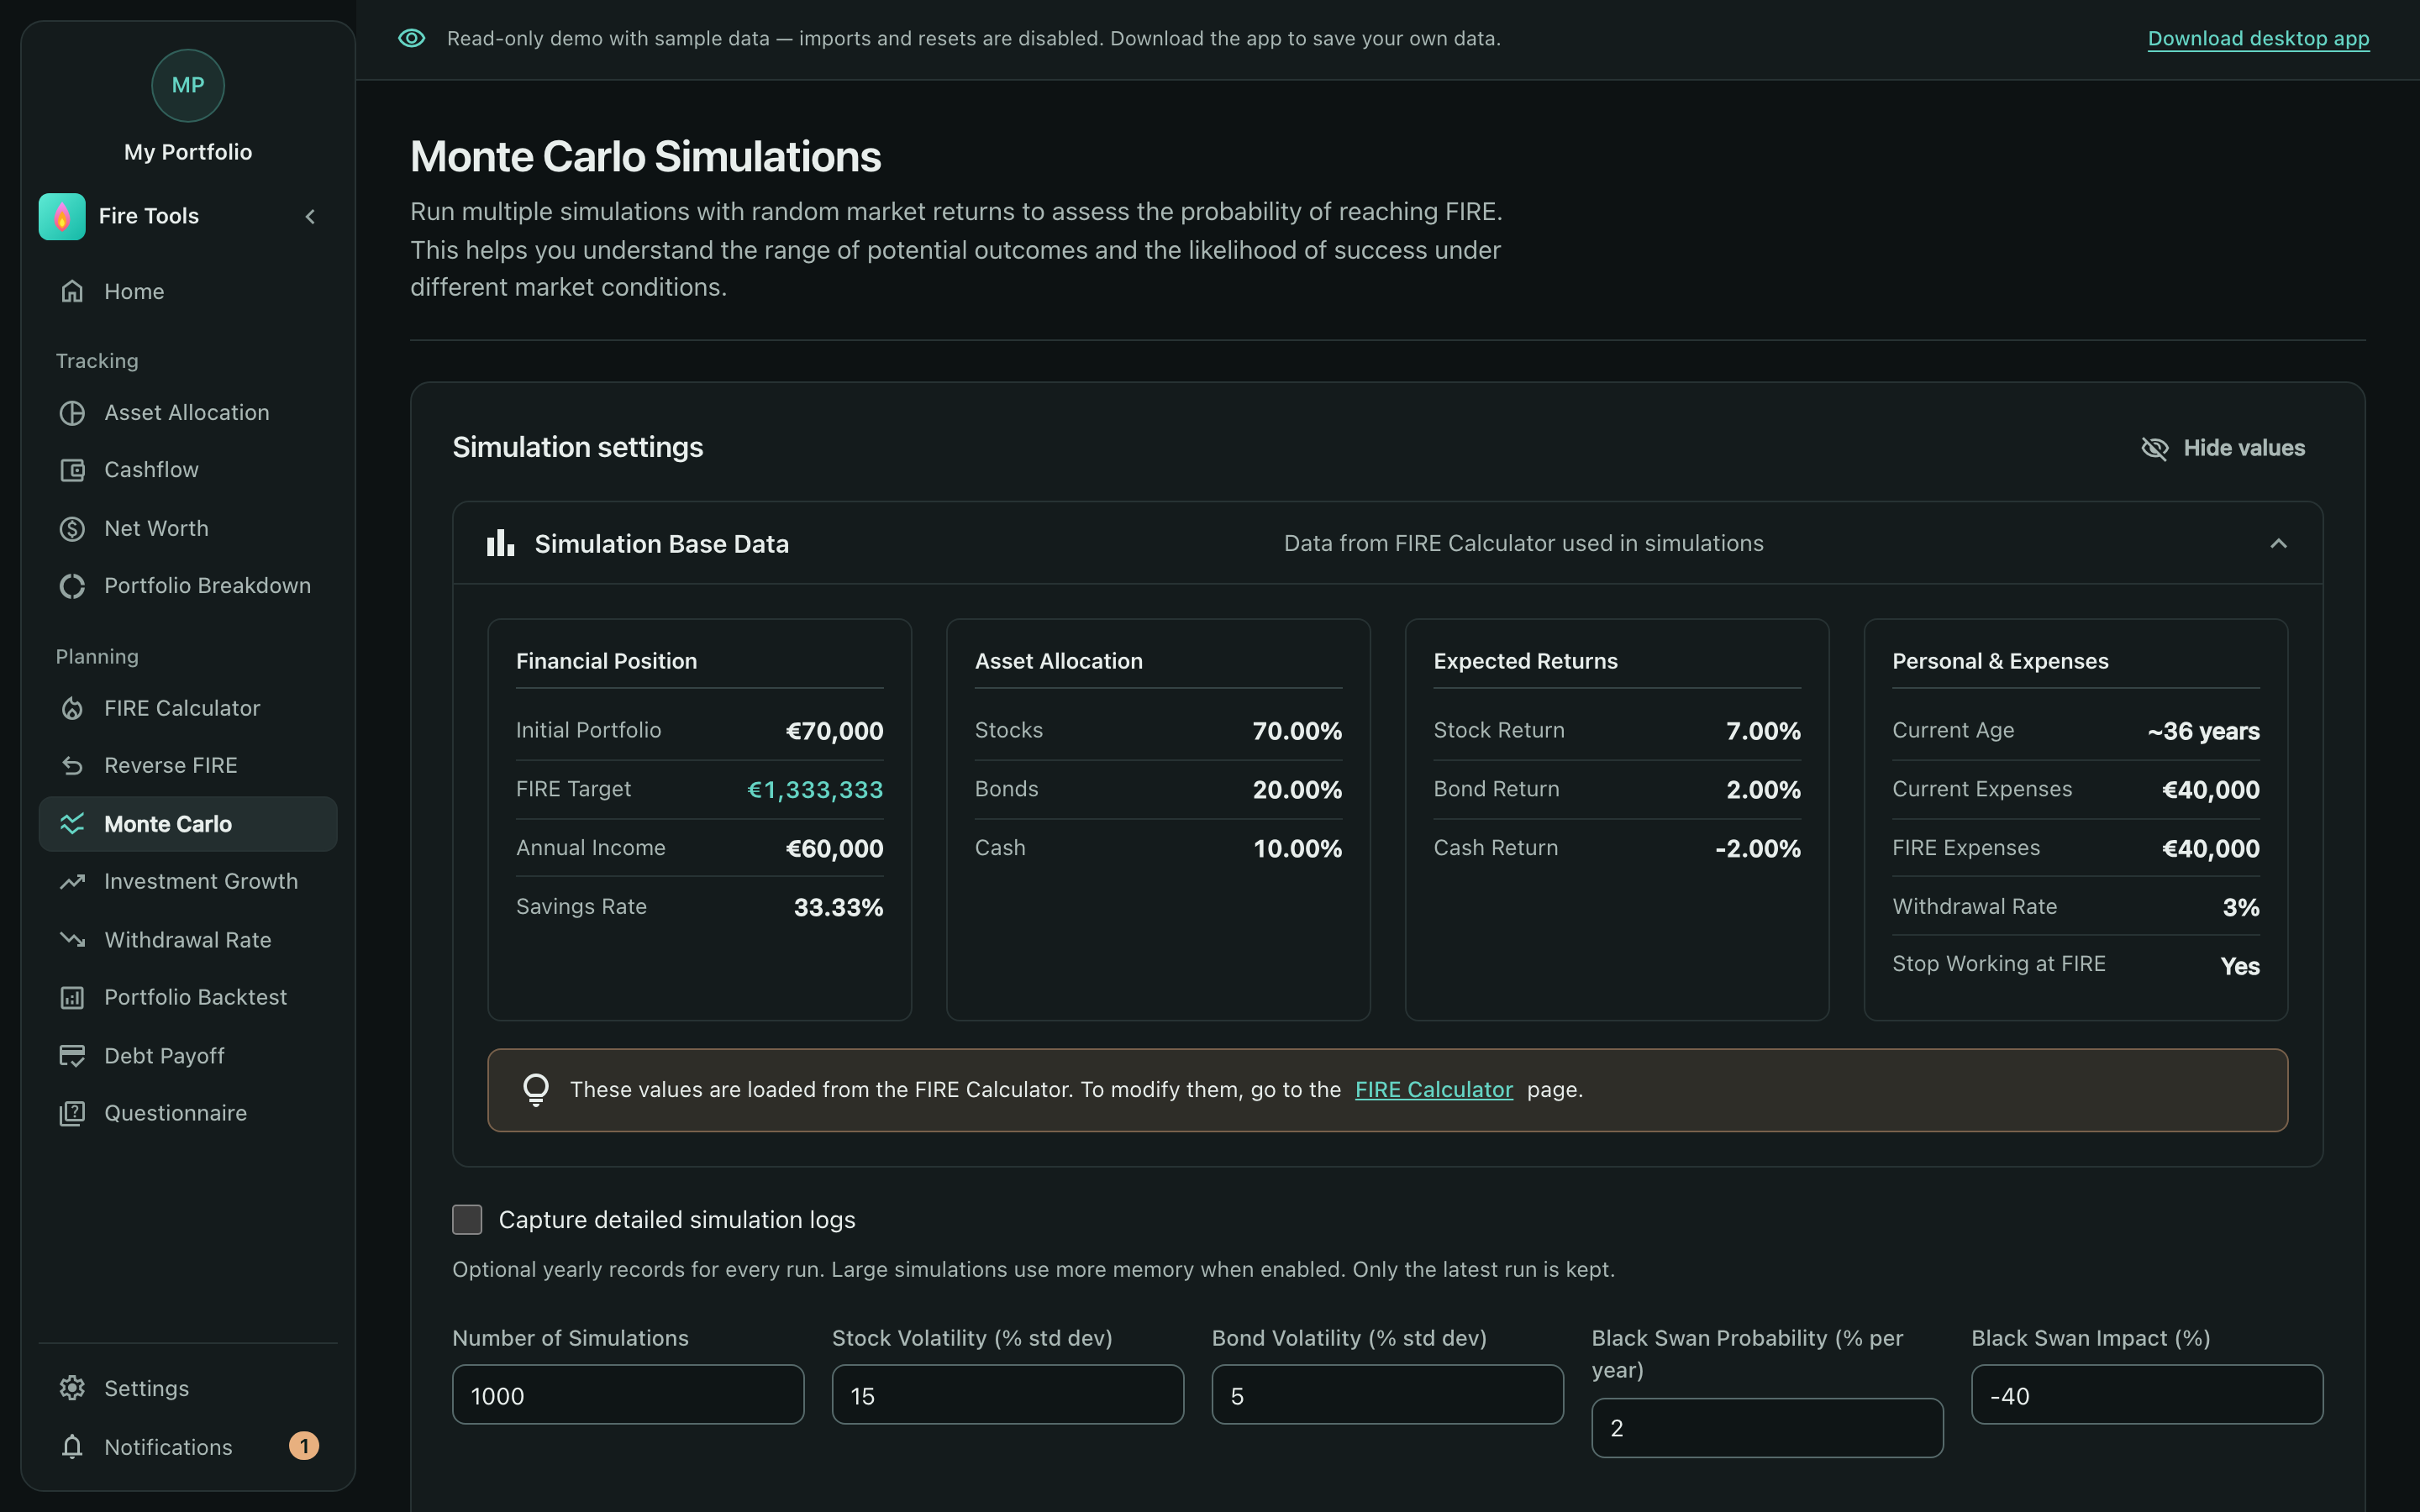 MP
My Portfolio
Fire Tools
Home
Tracking
Asset Allocation
Cashflow
Net Worth
Portfolio Breakdown
Planning
FIRE Calculator
Reverse FIRE
Monte Carlo
Investment Growth
Withdrawal Rate
Portfolio Backtest
Debt Payoff
Questionnaire
Settings
Notifications 1
Read-only demo with sample data — imports and resets are disabled. Download the app to save your own data.
Download desktop app
Monte Carlo Simulations
Run multiple simulations with random market returns to assess the probability of reaching FIRE.
This helps you understand the range of potential outcomes and the likelihood of success under
different market conditions.
Simulation settings
Hide values
Simulation Base Data
Data from FIRE Calculator used in simulations
Financial Position
Initial Portfolio €70,000
FIRE Target €1,333,333
Annual Income €60,000
Savings Rate 33.33%
Asset Allocation
Stocks 70.00%
Bonds 20.00%
Cash 10.00%
Expected Returns
Stock Return 7.00%
Bond Return 2.00%
Cash Return -2.00%
Personal & Expenses
Current Age ~36 years
Current Expenses €40,000
FIRE Expenses €40,000
Withdrawal Rate 3%
Stop Working at FIRE Yes
These values are loaded from the FIRE Calculator. To modify them, go to the FIRE Calculator page.
Capture detailed simulation logs
Optional yearly records for every run. Large simulations use more memory when enabled. Only the latest run is kept.
Number of Simulations
1000
Stock Volatility (% std dev)
15
Bond Volatility (% std dev)
5
Black Swan Probability (% per
year)
2
Black Swan Impact (%)
-40